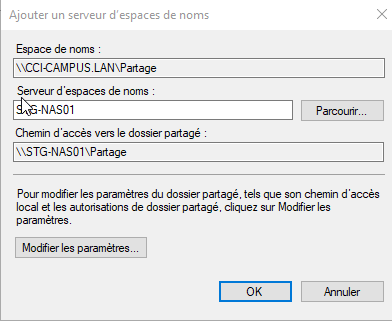 Ajouter un serveur d'espaces de noms
Espace de noms :
\\CCI-CAMPUS.LAN\Partage
Serveur d'espaces de noms :
STG-NAS01
Parcourir...
Chemin d'accès vers le dossier partagé :
\\STG-NAS01\Partage
Pour modifier les paramètres du dossier partagé, tels que son chemin d'accès
local et les autorisations de dossier partagé, cliquez sur Modifier les
paramètres.
Modifier les paramètres...
OK
Annuler